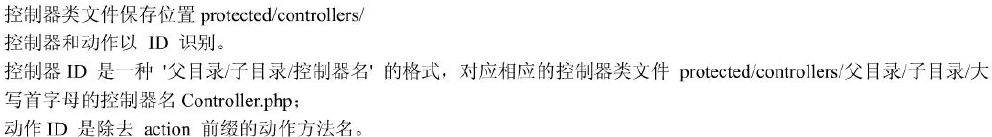 控制器类文件保存位置 protected/controllers/
控制器和动作以 ID 识别。
控制器 ID 是一种 '父目录/子目录/控制器名' 的格式，对应相应的控制器类文件 protected/controllers/父目录/子目录/大
写首字母的控制器名 Controller.php；
动作 ID 是除去 action 前缀的动作方法名。